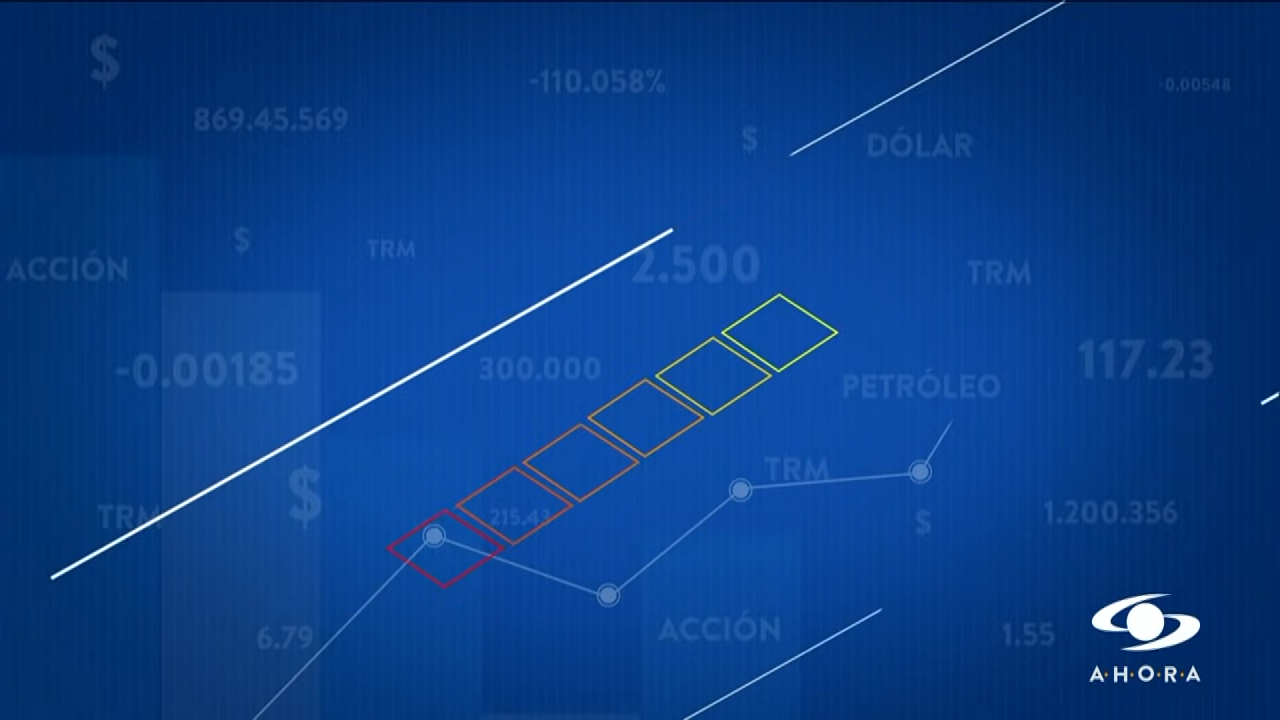 $
-110.058%
-0.00548
869.45.569
$
DÓLAR
$
TRM
2.500
ACCIÓN
TRM
-0.00185
300.000
117.23
PETRÓLEO
TRM
$
TRM
215.43
$
1.200.356
6.79
ACCIÓN
1.55
A·H·O·R·A